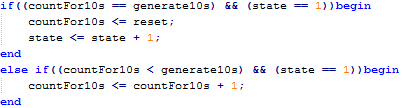 if((countFor10s == generate10s) && (state == 1))begin
countFor10s <= reset;
state <= state + 1;
end
else if((countFor10s < generate10s) && (state == 1))begin
countFor10s <= countFor10s + 1;
end